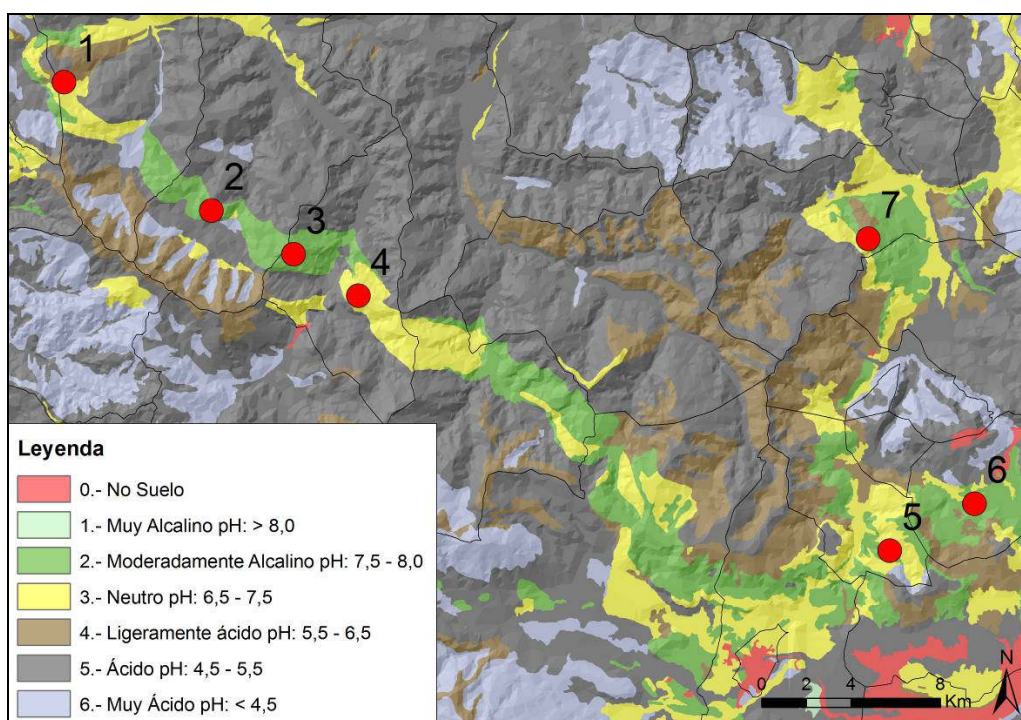 1
2
3
4
7
6
5
Leyenda
0.- No Suelo
1.- Muy Alcalino pH: > 8,0
2.- Moderadamente Alcalino pH: 7,5 - 8,0
3.- Neutro pH: 6,5 - 7,5
4.- Ligeramente ácido pH: 5,5 - 6,5
5.- Ácido pH: 4,5 - 5,5
6.- Muy Ácido pH: < 4,5
N
0 2 4 8
Km